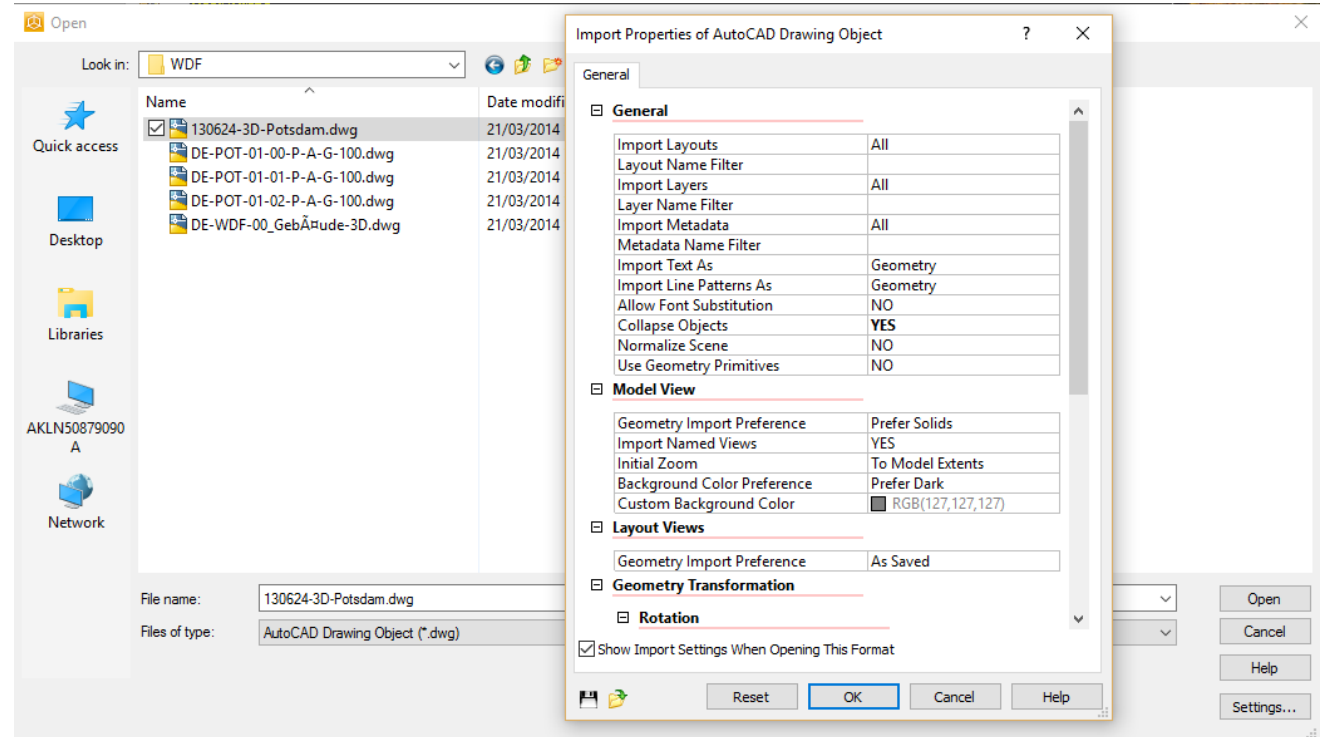 Open
Look in:
WDF
Name
Date modifi
130624-3D-Potsdam.dwg
21/03/2014
DE-POT-01-00-P-A-G-100.dwg
21/03/2014
DE-POT-01-01-P-A-G-100.dwg
21/03/2014
DE-POT-01-02-P-A-G-100.dwg
21/03/2014
DE-WDF-00_GebÃ¤ude-3D.dwg
21/03/2014
Quick access
Desktop
Libraries
AKLN50879090
A
Network
File name:
130624-3D-Potsdam.dwg
Files of type:
AutoCAD Drawing Object (*.dwg)
Open
Cancel
Help
Settings...
Import Properties of AutoCAD Drawing Object
?
General
General
Import Layouts All
Layout Name Filter
Import Layers All
Layer Name Filter
Import Metadata All
Metadata Name Filter
Import Text As Geometry
Import Line Patterns As Geometry
Allow Font Substitution NO
Collapse Objects YES
Normalize Scene NO
Use Geometry Primitives NO
Model View
Geometry Import Preference Prefer Solids
Import Named Views YES
Initial Zoom To Model Extents
Background Color Preference Prefer Dark
Custom Background Color RGB(127,127,127)
Layout Views
Geometry Import Preference As Saved
Geometry Transformation
Rotation
Show Import Settings When Opening This Format
Reset
OK
Cancel
Help